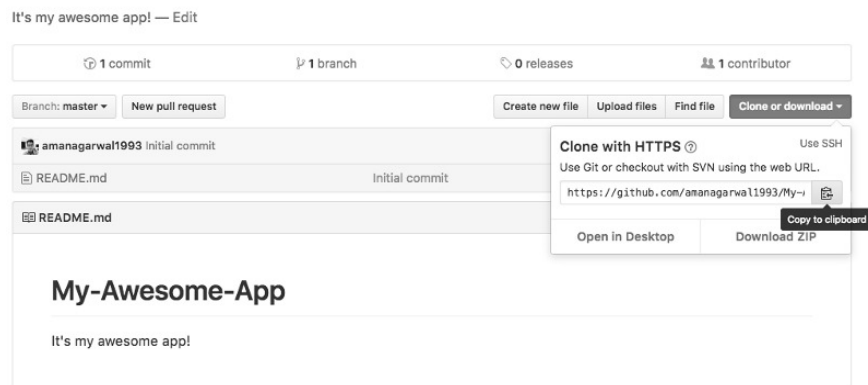 It's my awesome app! — Edit
1 commit 1 branch 0 releases 1 contributor
Branch: master New pull request Create new file Upload files Find file Clone or download
amanagarwal1993 Initial commit
Clone with HTTPS Use SSH
Use Git or checkout with SVN using the web URL.
README.md Initial commit
https://github.com/amanagarwal1993/My-
Copy to clipboard
README.md
Open in Desktop Download ZIP
My-Awesome-App
It's my awesome app!